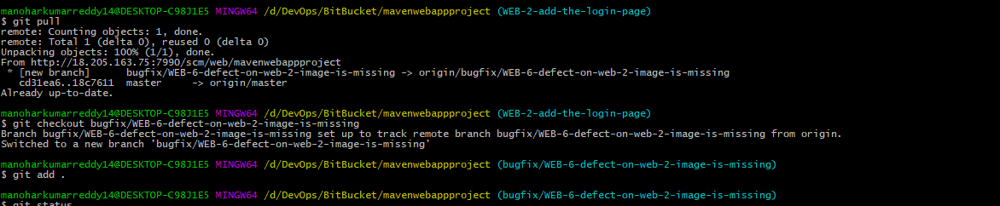 manoharkumarreddy14@DESKTOP-C98J1E5 MINGW64 /d/DevOps/BitBucket/mavenwebappproject (WEB-2-add-the-login-page)
$ git pull
remote: Counting objects: 1, done.
remote: Total 1 (delta 0), reused 0 (delta 0)
Unpacking objects: 100% (1/1), done.
From http://18.205.163.75:7990/scm/web/mavenwebappproject
 * [new branch]      bugfix/WEB-6-defect-on-web-2-image-is-missing -> origin/bugfix/WEB-6-defect-on-web-2-image-is-missing
   cd31ea6..18c7611  master     -> origin/master
Already up-to-date.
manoharkumarreddy14@DESKTOP-C98J1E5 MINGW64 /d/DevOps/BitBucket/mavenwebappproject (WEB-2-add-the-login-page)
$ git checkout bugfix/WEB-6-defect-on-web-2-image-is-missing
Branch bugfix/WEB-6-defect-on-web-2-image-is-missing set up to track remote branch bugfix/WEB-6-defect-on-web-2-image-is-missing from origin.
Switched to a new branch 'bugfix/WEB-6-defect-on-web-2-image-is-missing'
manoharkumarreddy14@DESKTOP-C98J1E5 MINGW64 /d/DevOps/BitBucket/mavenwebappproject (bugfix/WEB-6-defect-on-web-2-image-is-missing)
$ git add .
manoharkumarreddy14@DESKTOP-C98J1E5 MINGW64 /d/DevOps/BitBucket/mavenwebappproject (bugfix/WEB-6-defect-on-web-2-image-is-missing)
$ git status